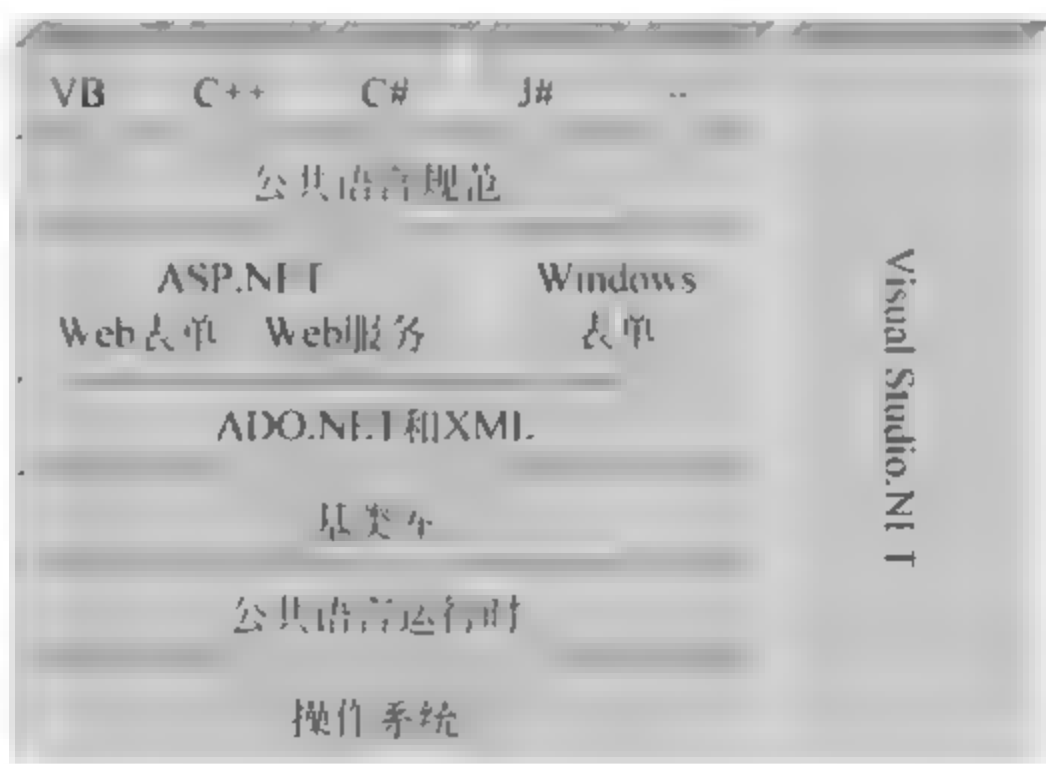 VB C++ C# J# ..
公共语言规范
ASP.NET Windows
Web表单 Web服务 表单
ADO.NET和XML
基类库
公共语言运行时
操作系统
Visual Studio.NET